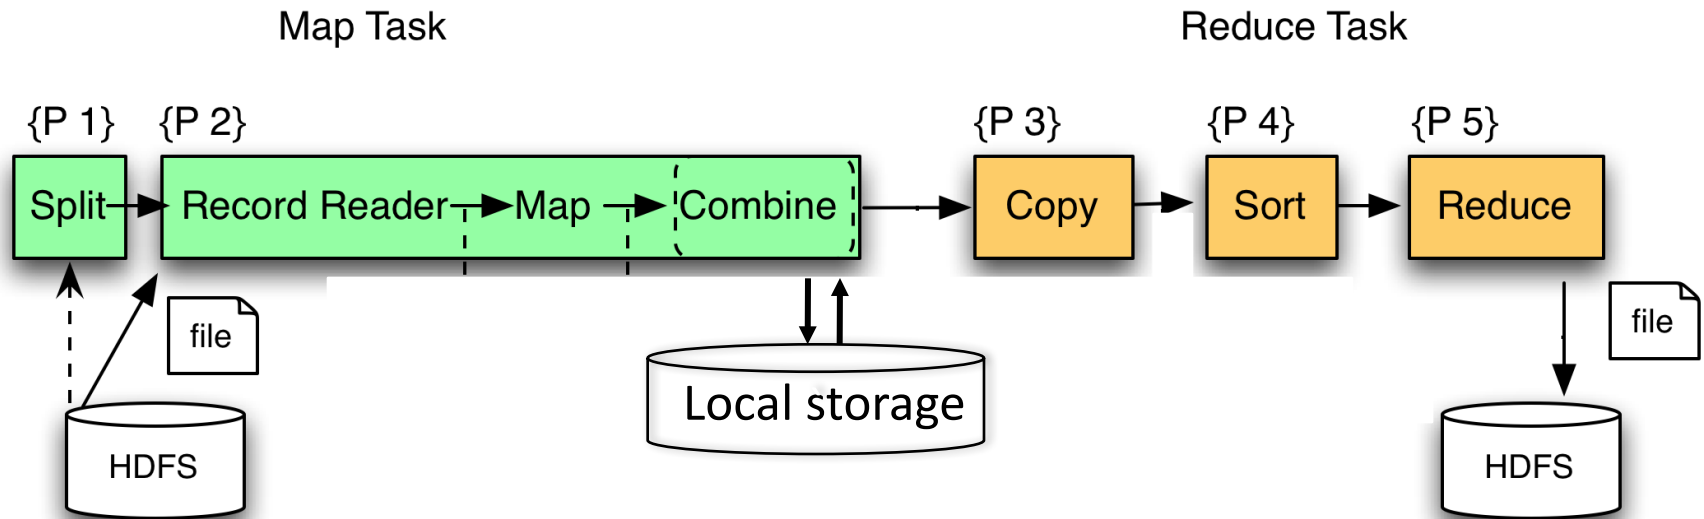 Map Task
Reduce Task
{P 1}
{P 2}
{P 3}
{P 4}
{P 5}
Split
Record Reader
Map
Combine
Copy
Sort
Reduce
file
file
Local storage
HDFS
HDFS